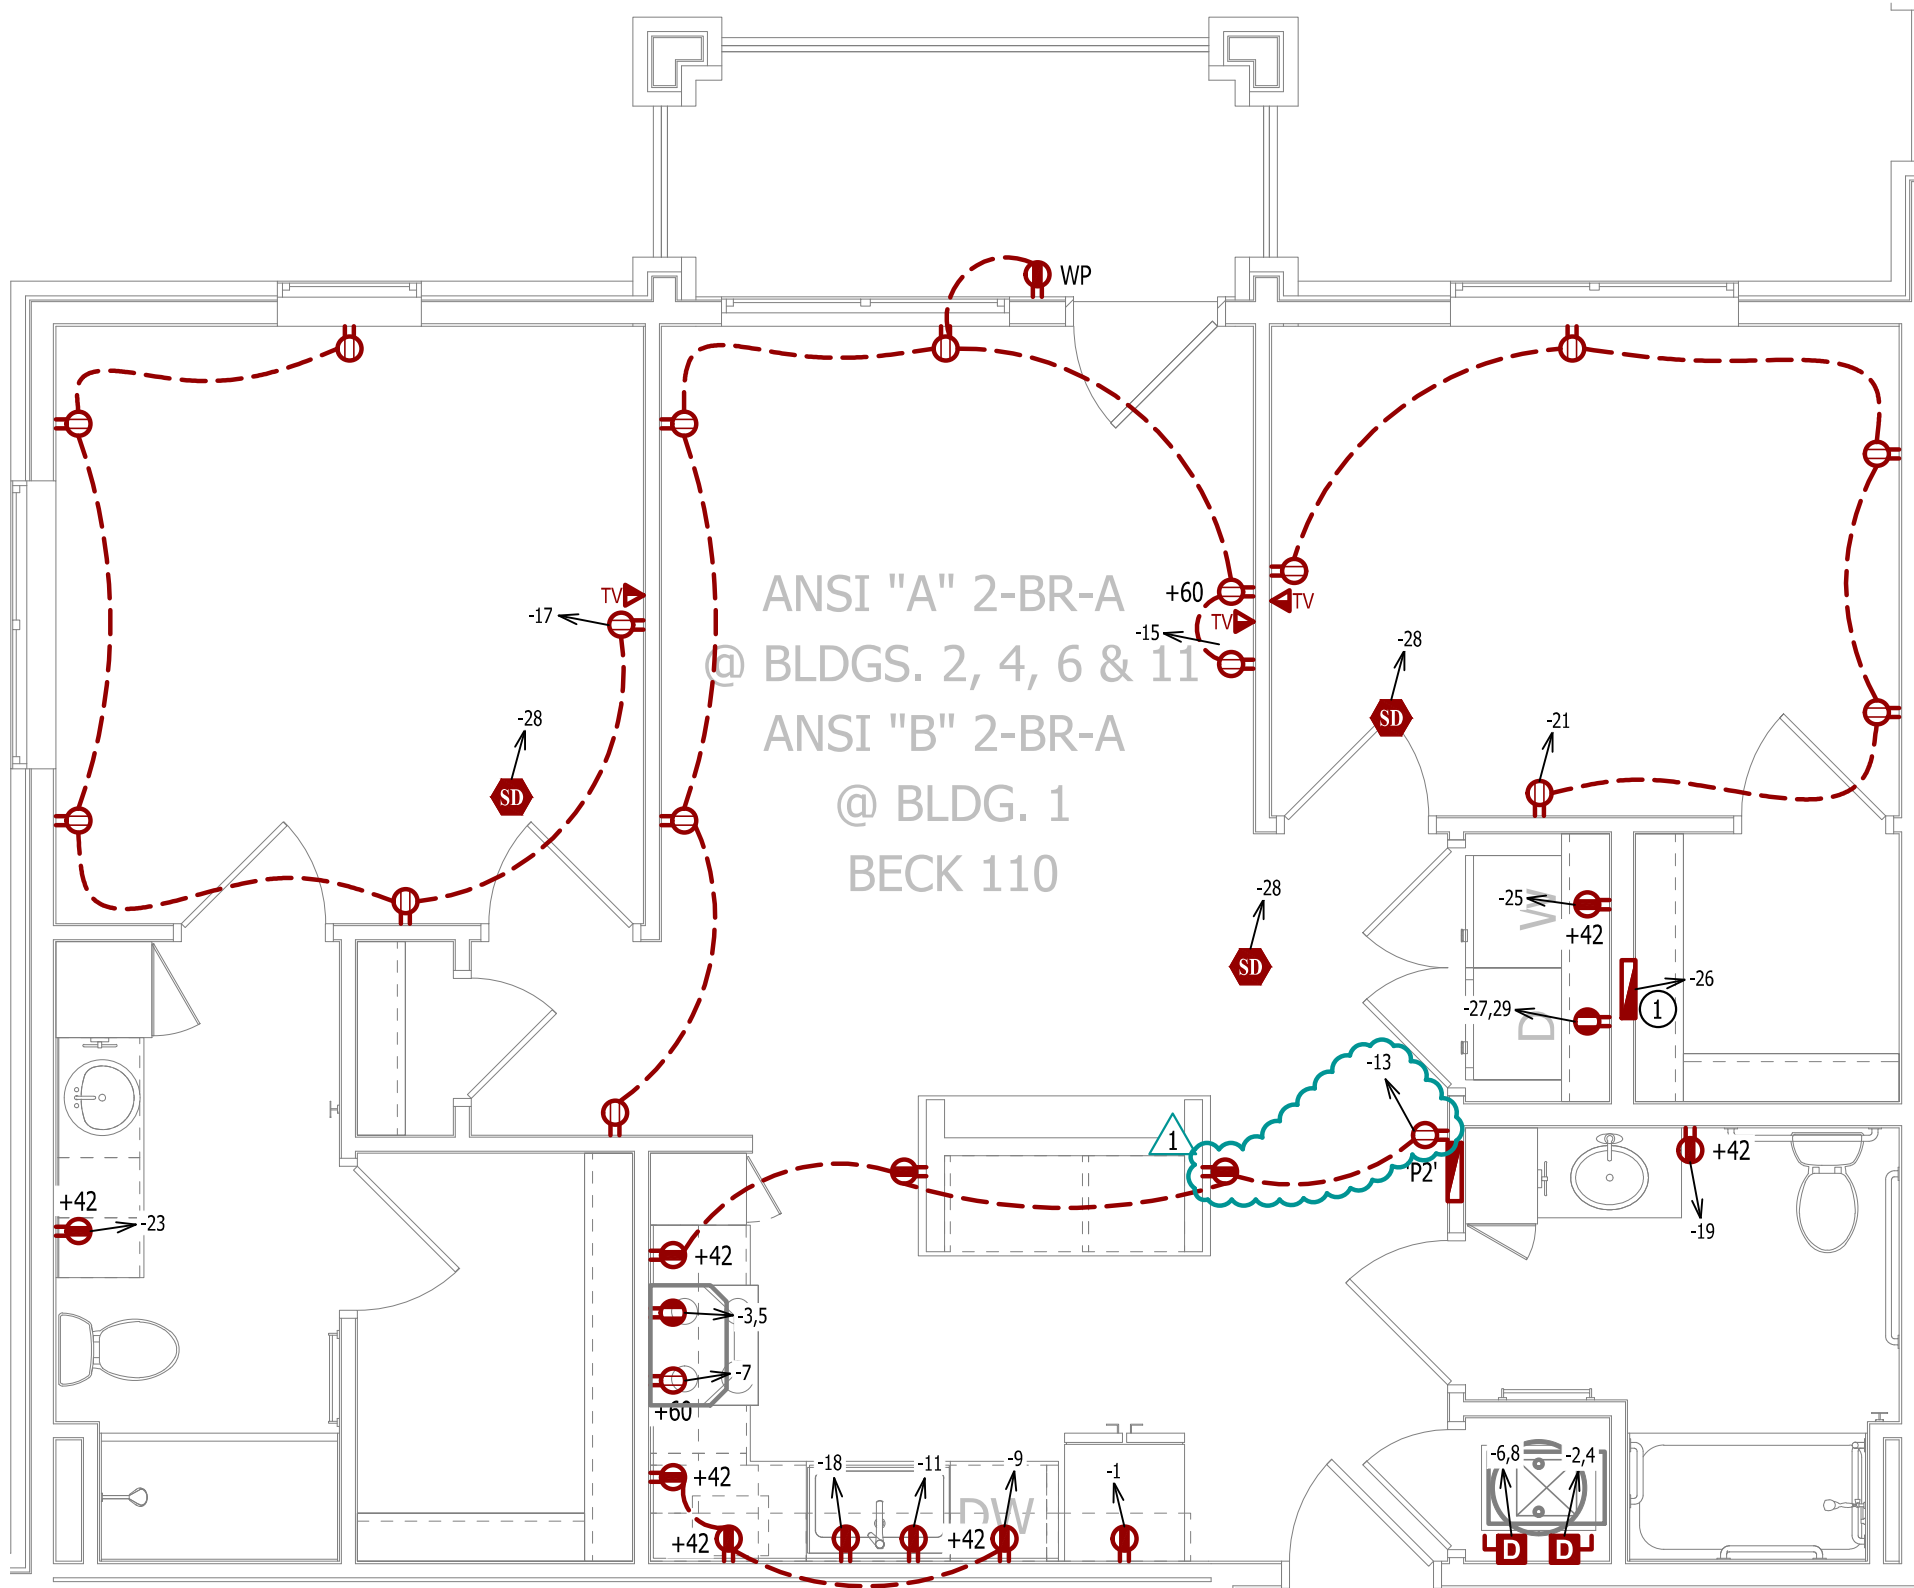 WP
TV
-17
ANSI "A" 2-BR-A
+60
TV
TV
-15
@ BLDGS. 2, 4, 6 & 11
-28
SD
-28
SD
ANSI "B" 2-BR-A
-21
@ BLDG. 1
BECK 110
-28
SD
-25
W
+42
-26
1
-27,29
D
-13
1
'P2'
+42
-19
+42
-23
+42
-3,5
-7
+60
+42
-18
-11
-9
-1
-6,8
-2,4
DW
+42
+42
D
D